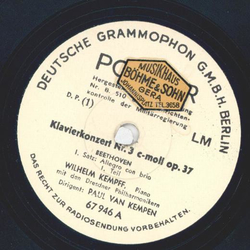 DEUTSCHE GRAMMOPHON G.M.B.H. BERLIN
PO
MUSIKHAUS
BÖHME & SOHN
GERA
D. P. (1)
LM
Klavierkonzert Nr. 3 c-moll op. 37
BEETHOVEN
1. Satz: Allegro con brio
1. Teil
WILHELM KEMPFF, Piano
mit den Dresdner Philharmonikern
Dirigent: PAUL VAN KEMPEN
67946 A
DAS RECHT ZUR RADIOSENDUNG VORBEHALTEN.